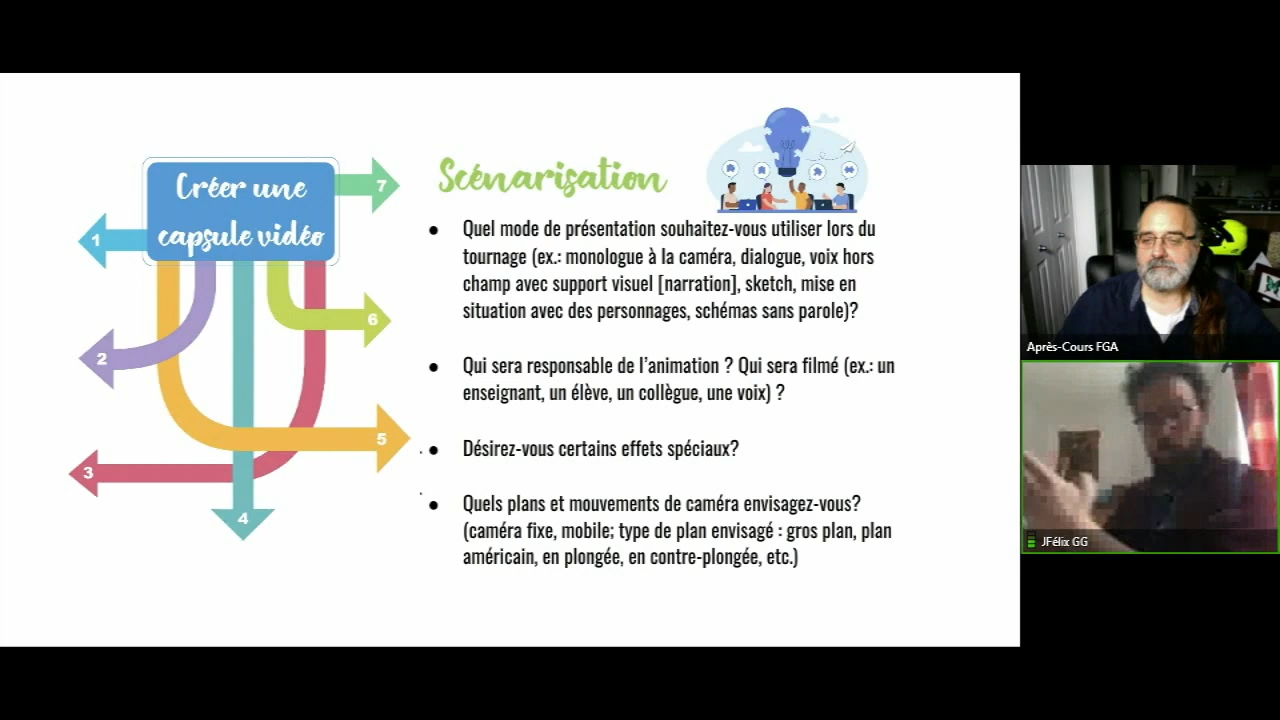 Créer une
capsule vidéo
1
2
3
4
5
6
7
Scénarisation
● Quel mode de présentation souhaitez-vous utiliser lors du
tournage (ex.: monologue à la caméra, dialogue, voix hors
champ avec support visuel [narration], sketch, mise en
situation avec des personnages, schémas sans parole)?
● Qui sera responsable de l'animation ? Qui sera filmé (ex.: un
enseignant, un élève, un collègue, une voix) ?
● Désirez-vous certains effets spéciaux?
● Quels plans et mouvements de caméra envisagez-vous?
(caméra fixe, mobile; type de plan envisagé : gros plan, plan
américain, en plongée, en contre-plongée, etc.)
Après-Cours FGA
JFélix GG